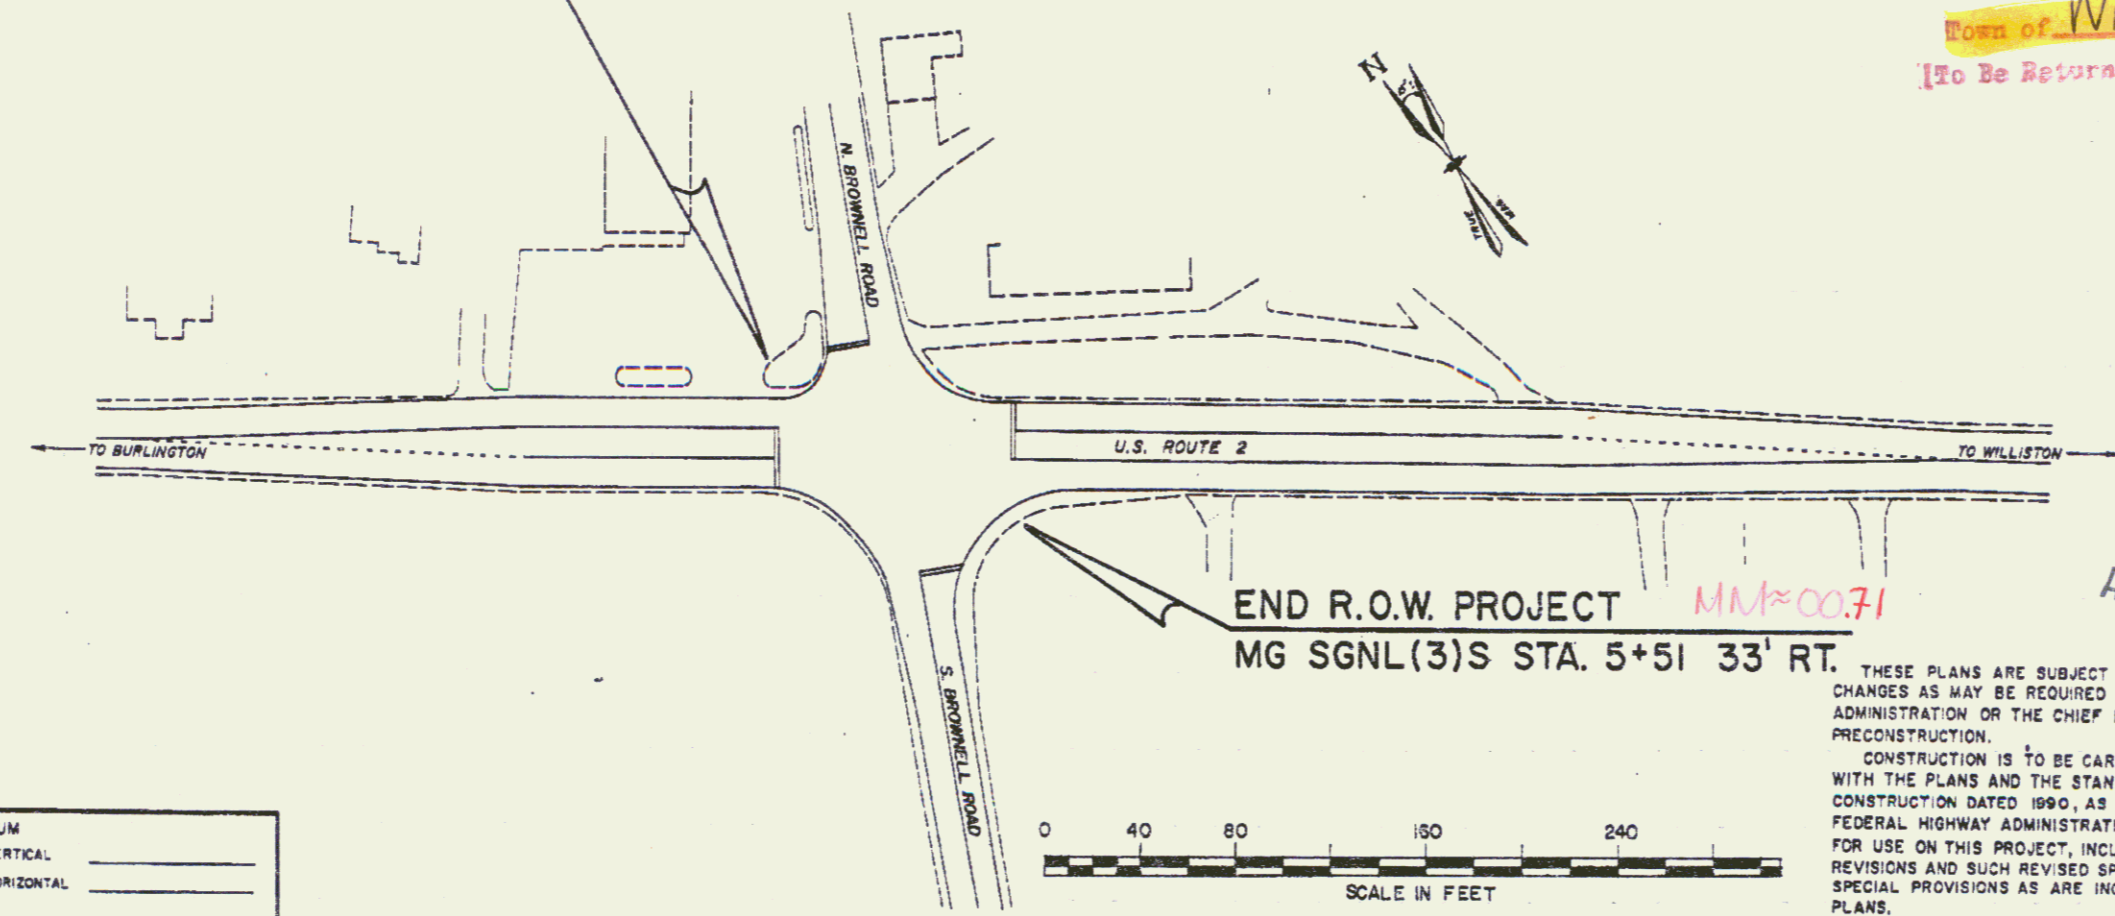 Town of
To Be Return
N
TRUE
MAG
N. BROWNELL ROAD
TO BURLINGTON
U.S. ROUTE 2
TO WILLISTON
END R.O.W. PROJECT MM≈00.71
MG SGNL(3)S STA. 5+51 33' RT.
S. BROWNELL ROAD
THESE PLANS ARE SUBJECT
CHANGES AS MAY BE REQUIRED
ADMINISTRATION OR THE CHIEF
PRECONSTRUCTION.
CONSTRUCTION IS TO BE CAR
WITH THE PLANS AND THE STAN
CONSTRUCTION DATED 1990, AS
FEDERAL HIGHWAY ADMINISTRATI
FOR USE ON THIS PROJECT, INCL
REVISIONS AND SUCH REVISED SP
SPECIAL PROVISIONS AS ARE INC
PLANS.
UM
ERTICAL
ORIZONTAL
0 40 80 160 240
SCALE IN FEET